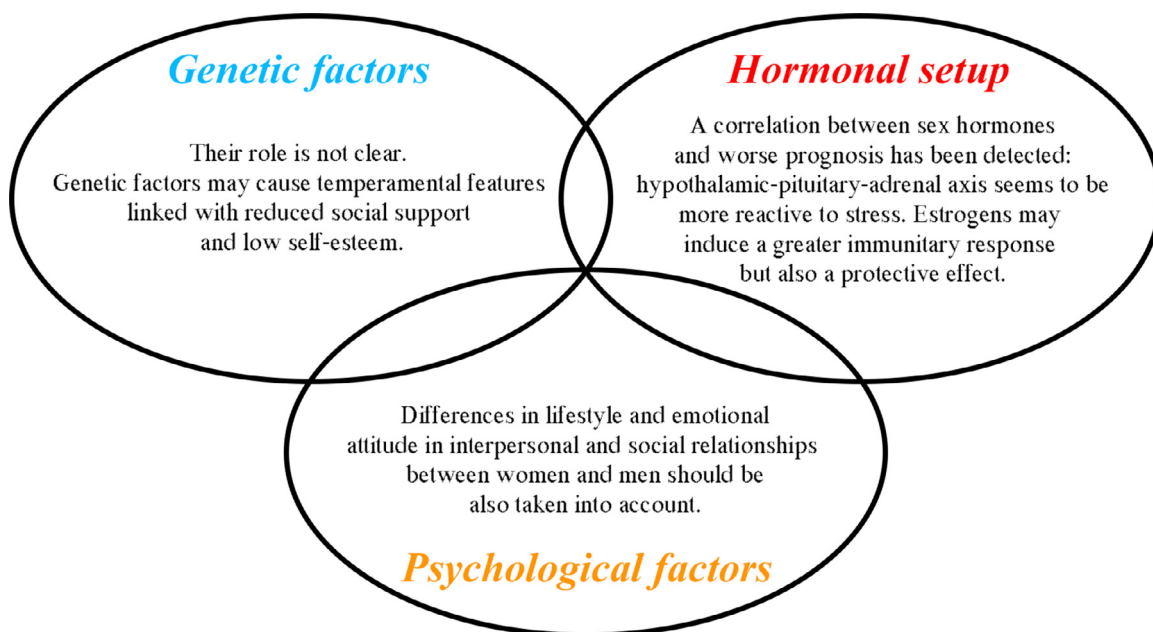 Genetic factors
Their role is not clear.
Genetic factors may cause temperamental features
linked with reduced social support
and low self-esteem.
Hormonal setup
A correlation between sex hormones
and worse prognosis has been detected:
hypothalamic-pituitary-adrenal axis seems to be
more reactive to stress. Estrogens may
induce a greater immunitary response
but also a protective effect.
Differences in lifestyle and emotional
attitude in interpersonal and social relationships
between women and men should be
also taken into account.
Psychological factors